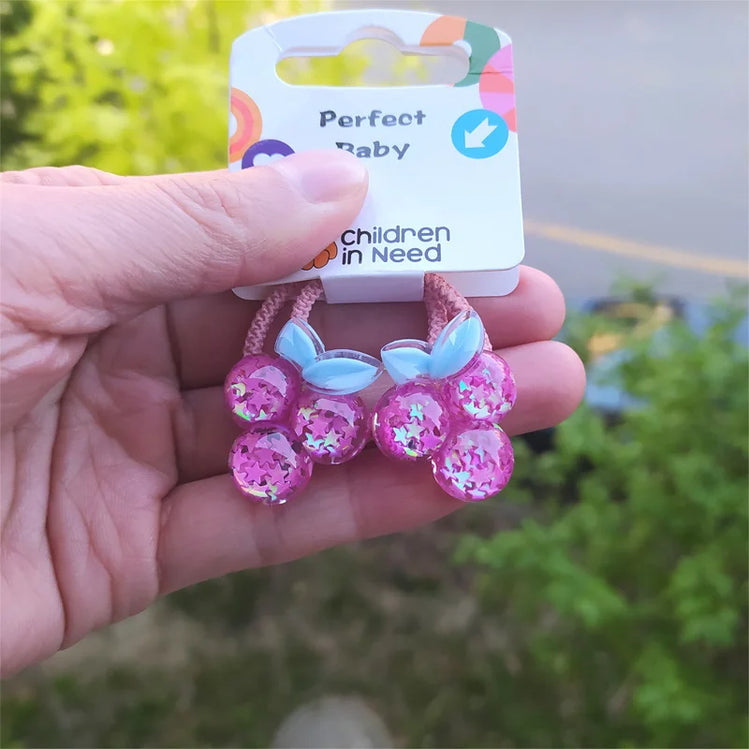 Perfect
Baby
Children
in Need